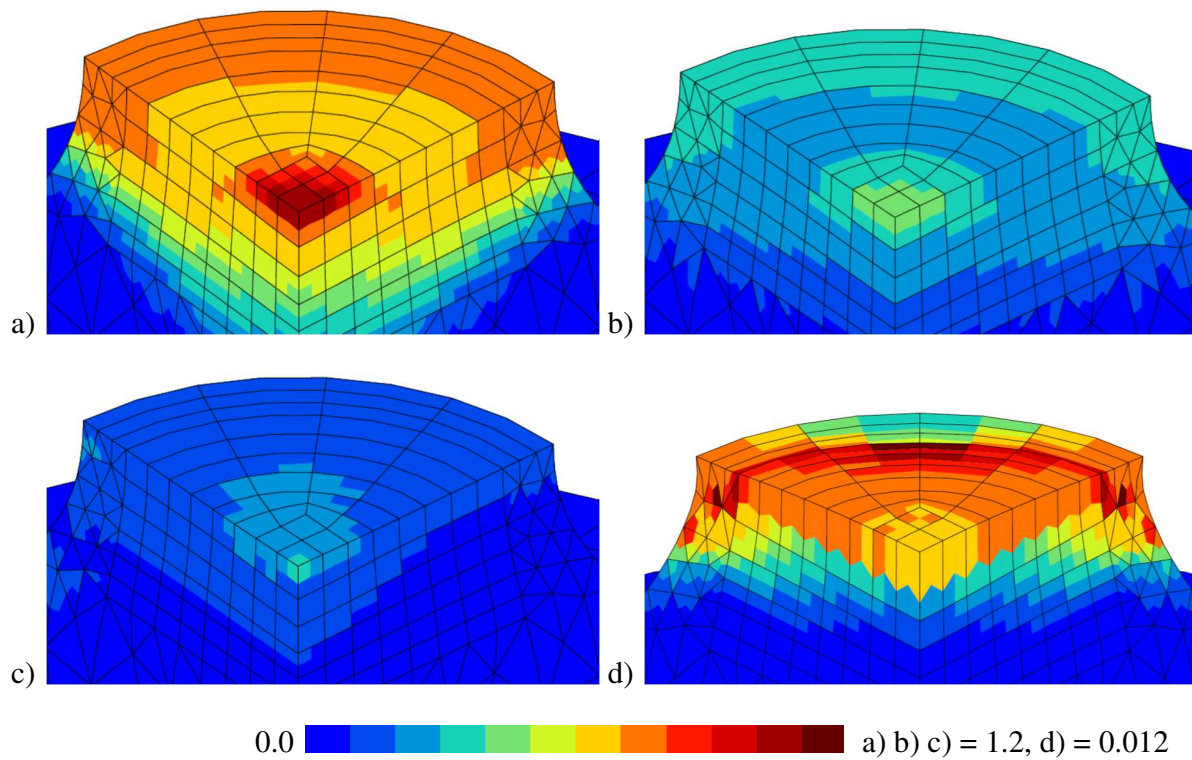 a) b)
c) d)
0.0 a) b) c) = 1.2, d) = 0.012